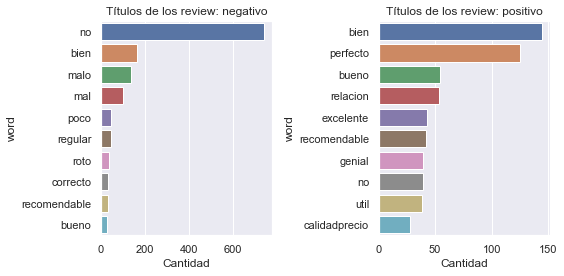 Títulos de los review: negativo
no
bien
malo
mal
poco
regular
roto
correcto
recomendable
bueno
word
0 200 400 600
Cantidad
Títulos de los review: positivo
bien
perfecto
bueno
relacion
excelente
recomendable
genial
no
util
calidadprecio
word
0 50 100 150
Cantidad